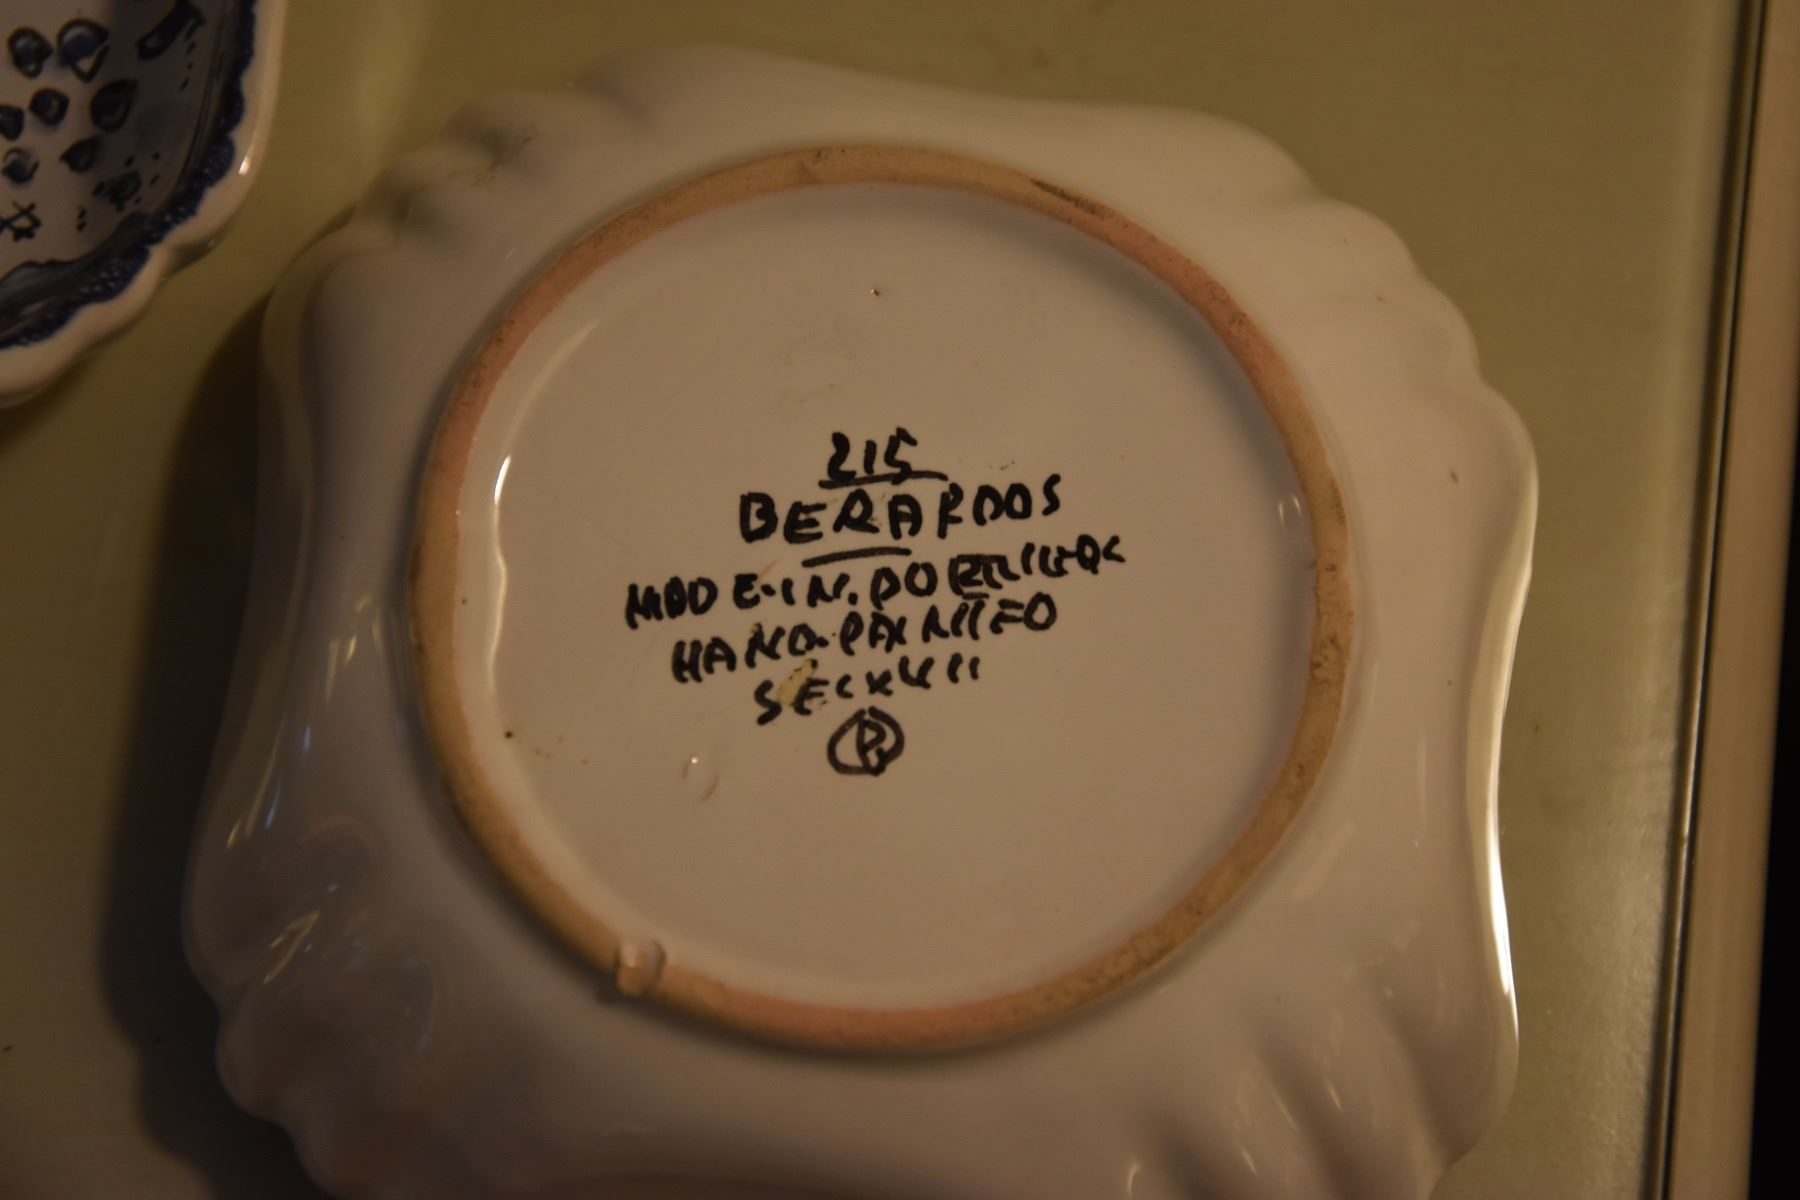 215
BERARDOS
MADE.IN.PORTUGAL
HAND.PAINTED
SEC XVII